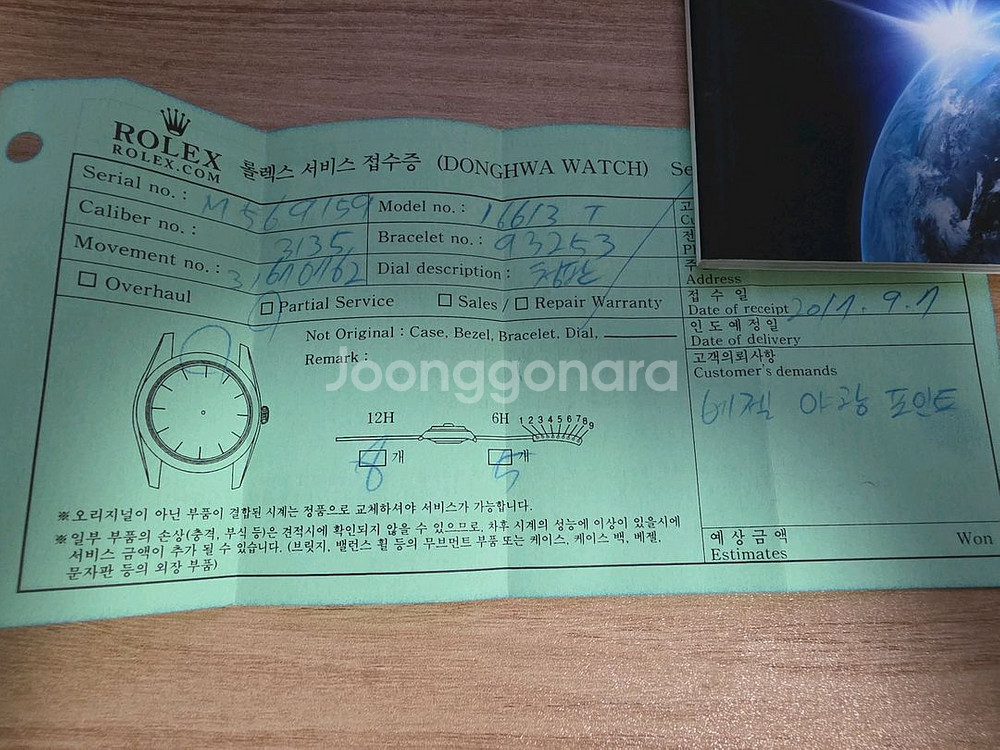 ROLEX
ROLEX.COM
롤렉스 서비스 접수증 (DONGHWA WATCH) Se
Serial no. : M569159
Model no. : 16613 T
Caliber no. : 3135
Bracelet no. : 93253
Movement no. :
Dial description : 청판
Address
Overhaul
Partial Service
Sales / Repair Warranty
접 수 일
Date of receipt 2017. 9. 7
Not Original : Case, Bezel, Bracelet, Dial,
인 도 예 정 일
Date of delivery
Remark :
고객의뢰사항
Customer's demands
베젤 야광 포인트
Joonggonara
12H
6H
1 2 3 4 5 6 7 8 9
8 개
5 개
※오리지널이 아닌 부품이 결합된 시계는 정품으로 교체하셔야 서비스가 가능합니다.
※일부 부품의 손상(충격, 부식 등)은 견적시에 확인되지 않을 수 있으므로, 차후 시계의 성능에 이상이 있을시에
서비스 금액이 추가 될 수 있습니다. (브릿지, 밸런스 휠 등의 무브먼트 부품 또는 케이스, 케이스 백, 베젤,
문자판 등의 외장 부품)
예 상 금 액
Estimates
Won